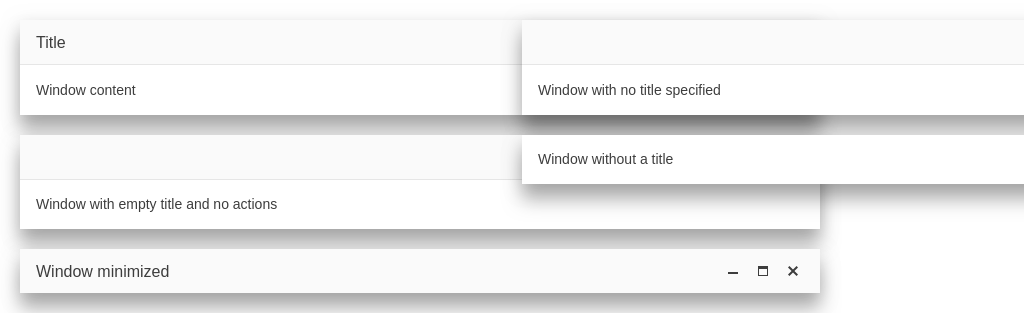 Title
Window content
Window with no title specified
Window without a title
Window with empty title and no actions
Window minimized